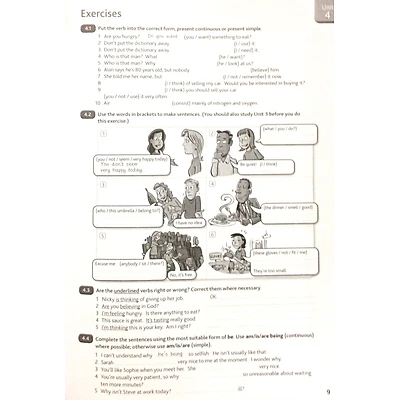 Exercises
Unit
4
4.1 Put the verb into the correct form, present continuous or present simple.
1 Are you hungry? Do you want (you / want) something to eat?
2 Don't put the dictionary away. (I / use) it.
3 Don't put the dictionary away. (I / need) it.
4 Who is that man? What (he / want)?
5 Who is that man? Why (he / look) at us?
6 Alan says he's 80 years old, but nobody (believe) him.
7 She told me her name, but (I / not / remember) it now.
8 (I / think) of selling my car. Would you be interested in buying it?
9 (I / think) you should sell your car.
(you / not / use) it very often.
10 Air (consist) mainly of nitrogen and oxygen.
4.2 Use the words in brackets to make sentences. (You should also study Unit 3 before you do
this exercise.)
1
(you / not / seem / very happy today)
You don't seem
very happy today.
2
(what / you / do?)
Be quiet! (I / think)
3
(who / this umbrella / belong to?)
I have no idea.
4
(the dinner / smell / good)
5
Excuse me. (anybody / sit / there?)
No, it's free.
6
(these gloves / not / fit / me)
They're too small.
4.3 Are the underlined verbs right or wrong? Correct them where necessary.
1 Nicky is thinking of giving up her job. OK
2 Are you believing in God?
3 I'm feeling hungry. Is there anything to eat?
4 This sauce is great. It's tasting really good.
5 I'm thinking this is your key. Am I right?
4.4 Complete the sentences using the most suitable form of be. Use am/is/are being (continuous)
where possible; otherwise use am/is/are (simple).
1 I can't understand why he's being so selfish. He isn't usually like that.
2 Sarah very nice to me at the moment. I wonder why.
3 You'll like Sophie when you meet her. She very nice.
4 You're usually very patient, so why so unreasonable about waiting
ten more minutes?
5 Why isn't Steve at work today? ill?
9